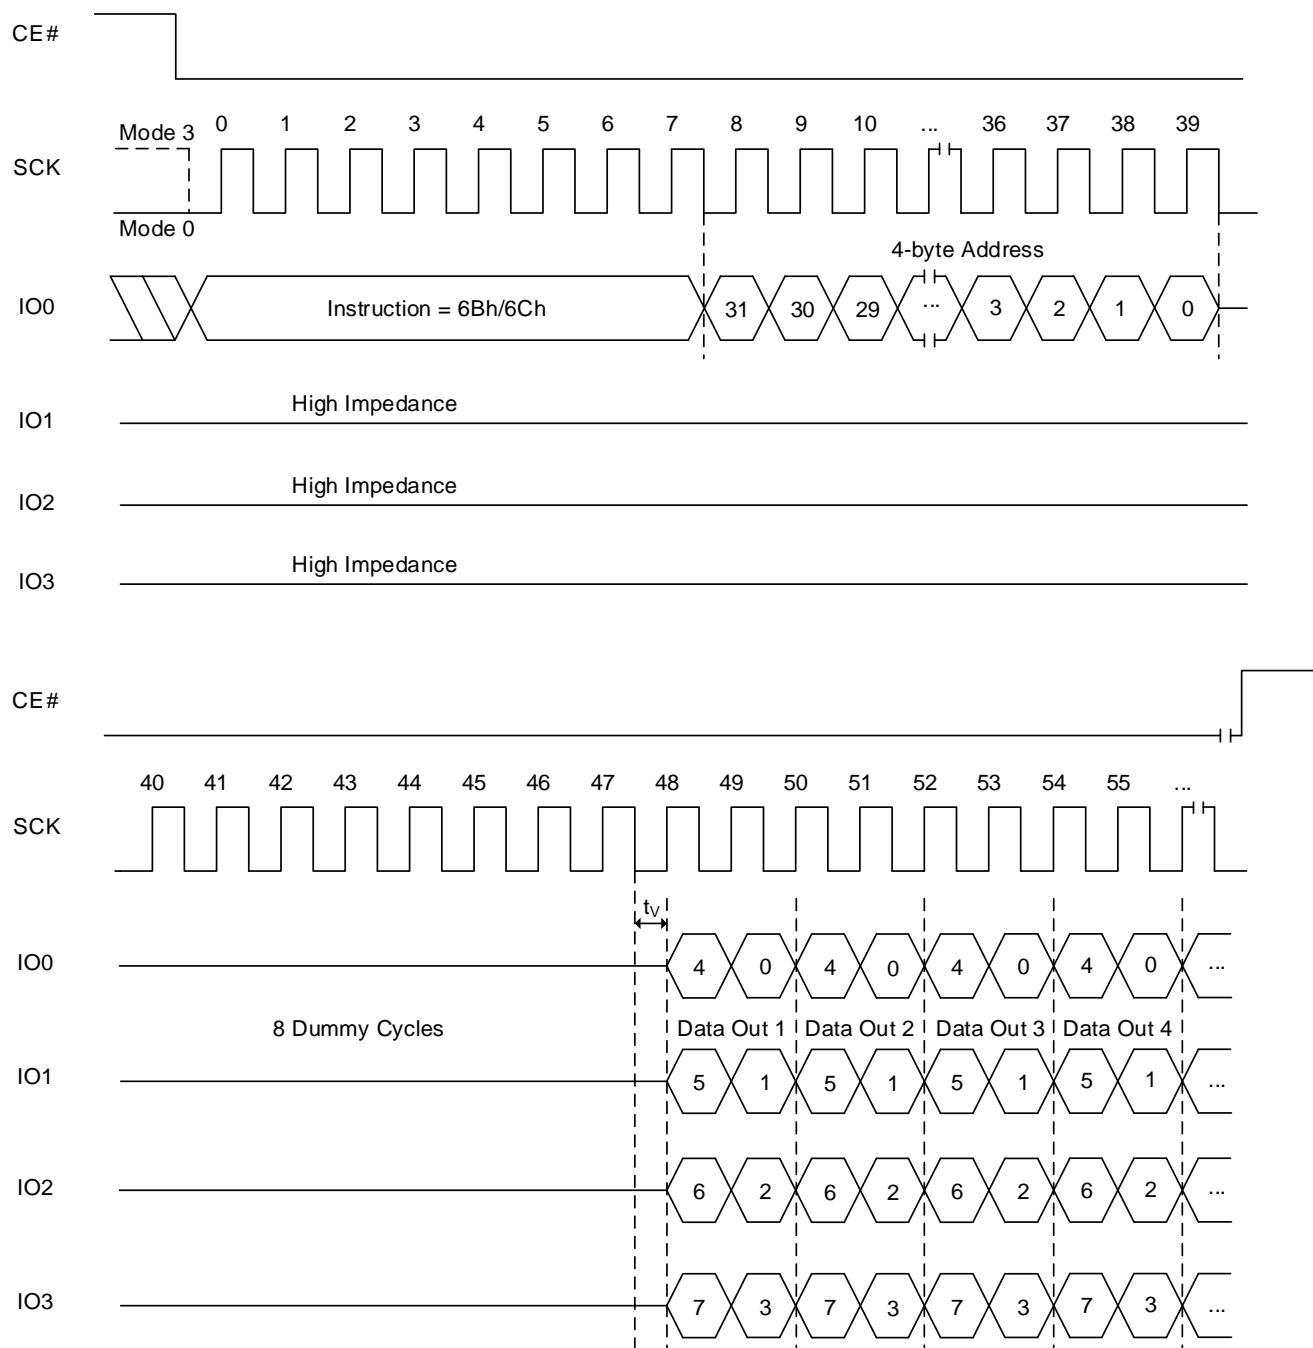 CE#
Mode 3
0 1 2 3 4 5 6 7 8 9 10 ... 36 37 38 39
SCK
Mode 0
4-byte Address
IO0
Instruction = 6Bh/6Ch
31 30 29 ... 3 2 1 0
High Impedance
IO1
High Impedance
IO2
High Impedance
IO3
CE#
40 41 42 43 44 45 46 47 48 49 50 51 52 53 54 55 ...
SCK
tV
IO0 4 0 4 0 4 0 4 0 ...
8 Dummy Cycles Data Out 1 Data Out 2 Data Out 3 Data Out 4
IO1 5 1 5 1 5 1 5 1 ...
IO2 6 2 6 2 6 2 6 2 ...
IO3 7 3 7 3 7 3 7 3 ...